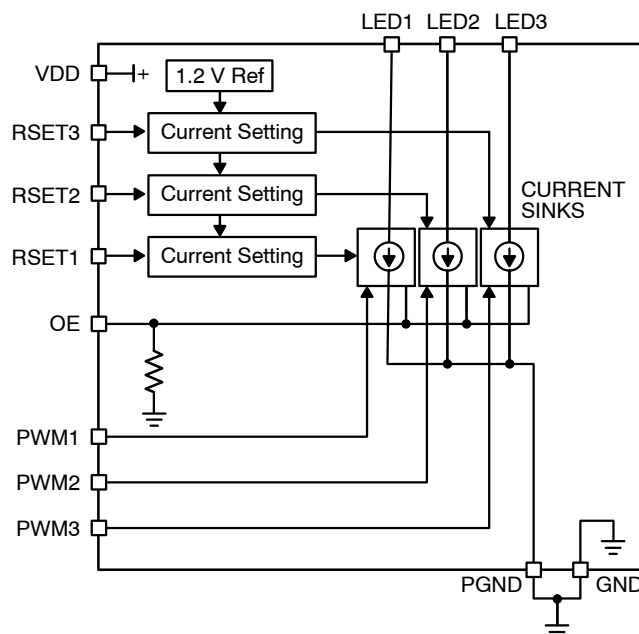 LED1 LED2 LED3
VDD
+
1.2 V Ref
RSET3
Current Setting
RSET2
Current Setting
CURRENT
SINKS
RSET1
Current Setting
OE
PWM1
PWM2
PWM3
PGND
GND